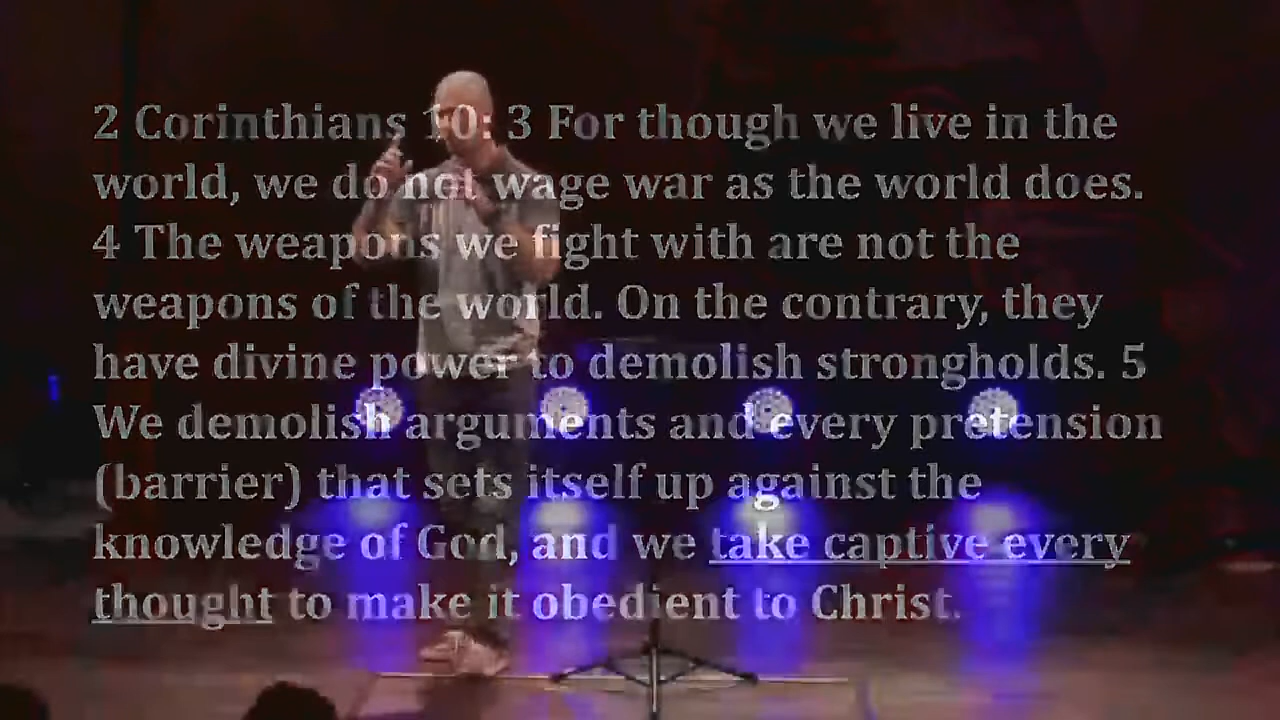 2 Corinthians 10: 3 For though we live in the
world, we do not wage war as the world does.
4 The weapons we fight with are not the
weapons of the world. On the contrary, they
have divine power to demolish strongholds. 5
We demolish arguments and every pretension
(barrier) that sets itself up against the
knowledge of God, and we take captive every
thought to make it obedient to Christ.